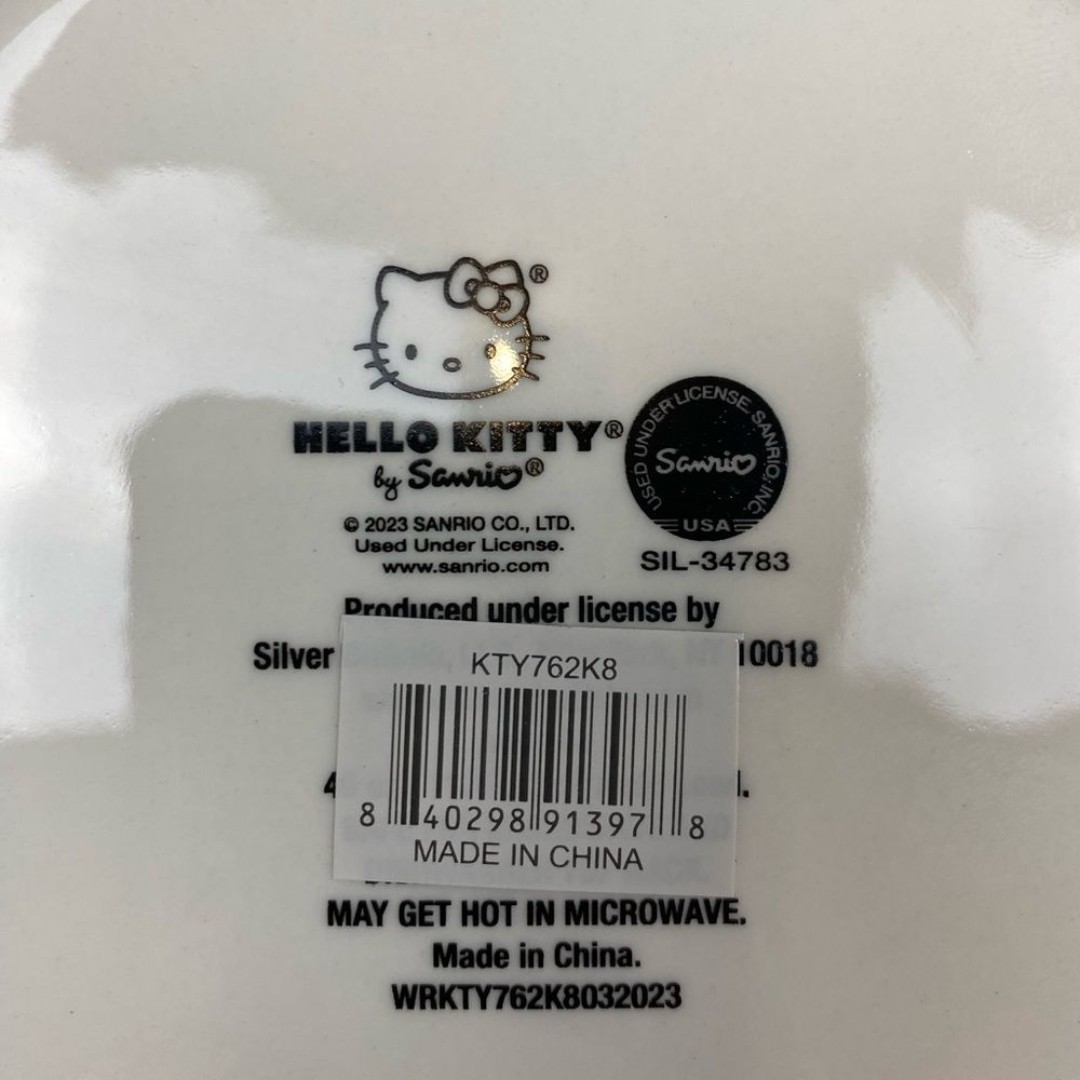 ®
HELLO KITTY®
by Sanrio®
© 2023 SANRIO CO., LTD.
Used Under License.
www.sanrio.com
USED UNDER LICENSE. SANRIO, INC.
Sanrio
USA
SIL-34783
Produced under license by
Silver
10018
KTY762K8
8 40298 91397 8
MADE IN CHINA
MAY GET HOT IN MICROWAVE.
Made in China.
WRKTY762K8032023